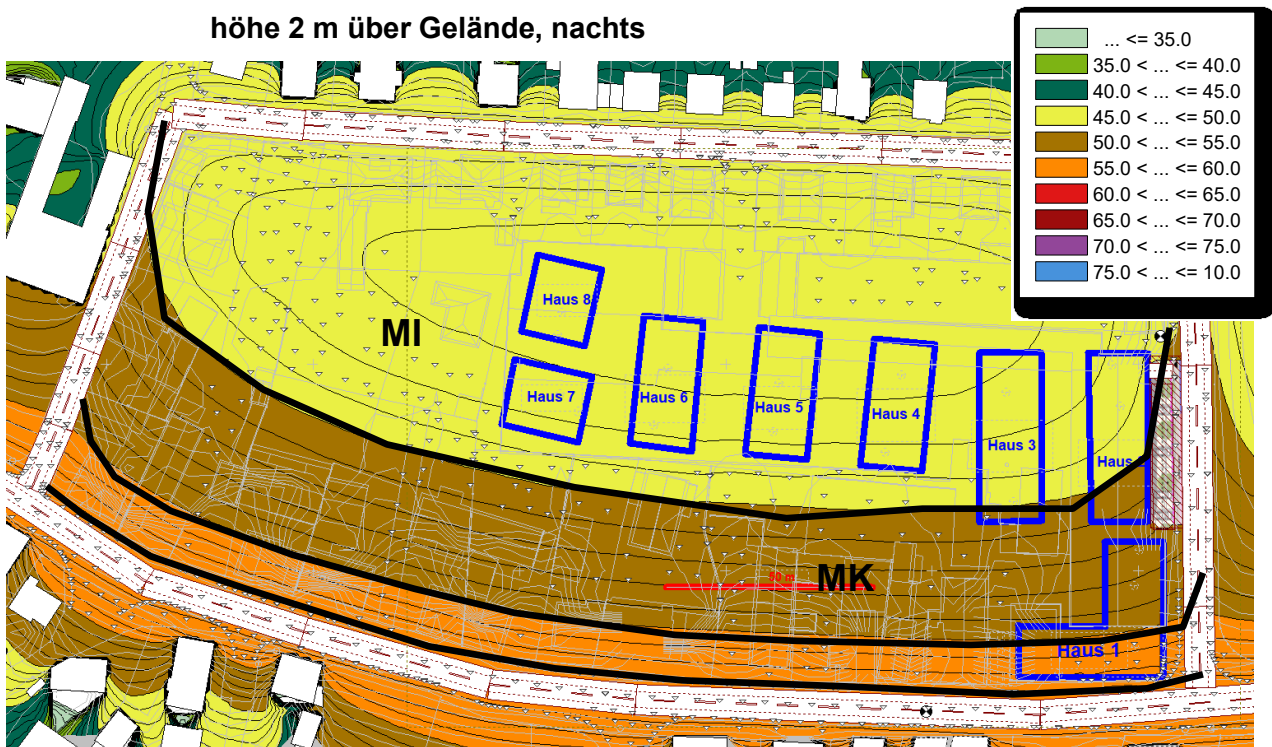 höhe 2 m über Gelände, nachts
... <= 35.0
35.0 < ... <= 40.0
40.0 < ... <= 45.0
45.0 < ... <= 50.0
50.0 < ... <= 55.0
55.0 < ... <= 60.0
60.0 < ... <= 65.0
65.0 < ... <= 70.0
70.0 < ... <= 75.0
75.0 < ... <= 10.0
Haus 8
MI
Haus 7
Haus 6
Haus 5
Haus 4
Haus 3
Haus
50 m
MK
Haus 1